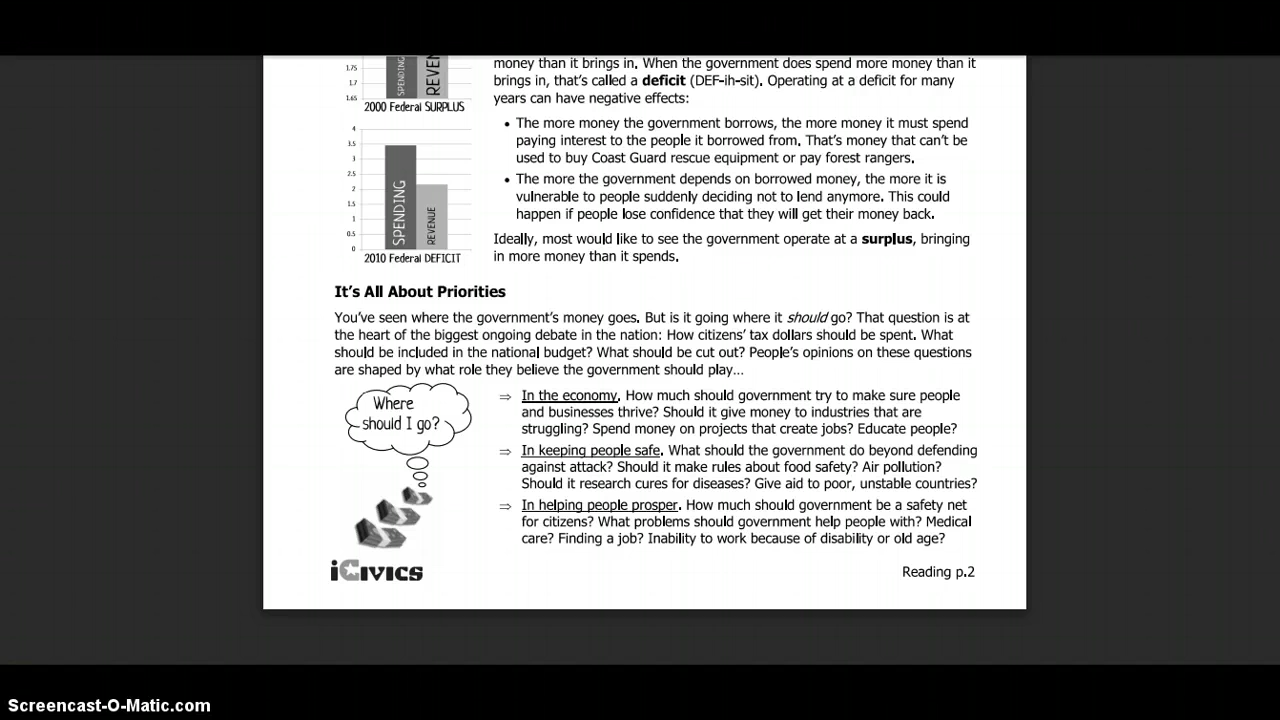 1.75
1.7
1.65
SPENDING
REVEN
2000 Federal SURPLUS
money than it brings in. When the government does spend more money than it
brings in, that's called a deficit (DEF-ih-sit). Operating at a deficit for many
years can have negative effects:
• The more money the government borrows, the more money it must spend
paying interest to the people it borrowed from. That's money that can't be
used to buy Coast Guard rescue equipment or pay forest rangers.
• The more the government depends on borrowed money, the more it is
vulnerable to people suddenly deciding not to lend anymore. This could
happen if people lose confidence that they will get their money back.
4
3.5
3
2.5
2
1.5
1
0.5
0
SPENDING
REVENUE
2010 Federal DEFICIT
Ideally, most would like to see the government operate at a surplus, bringing
in more money than it spends.
It's All About Priorities
You've seen where the government's money goes. But is it going where it should go? That question is at
the heart of the biggest ongoing debate in the nation: How citizens' tax dollars should be spent. What
should be included in the national budget? What should be cut out? People's opinions on these questions
are shaped by what role they believe the government should play...
Where
should I go?
⇒ In the economy. How much should government try to make sure people
and businesses thrive? Should it give money to industries that are
struggling? Spend money on projects that create jobs? Educate people?
⇒ In keeping people safe. What should the government do beyond defending
against attack? Should it make rules about food safety? Air pollution?
Should it research cures for diseases? Give aid to poor, unstable countries?
⇒ In helping people prosper. How much should government be a safety net
for citizens? What problems should government help people with? Medical
care? Finding a job? Inability to work because of disability or old age?
iCIVICS
Reading p.2
Screencast-O-Matic.com